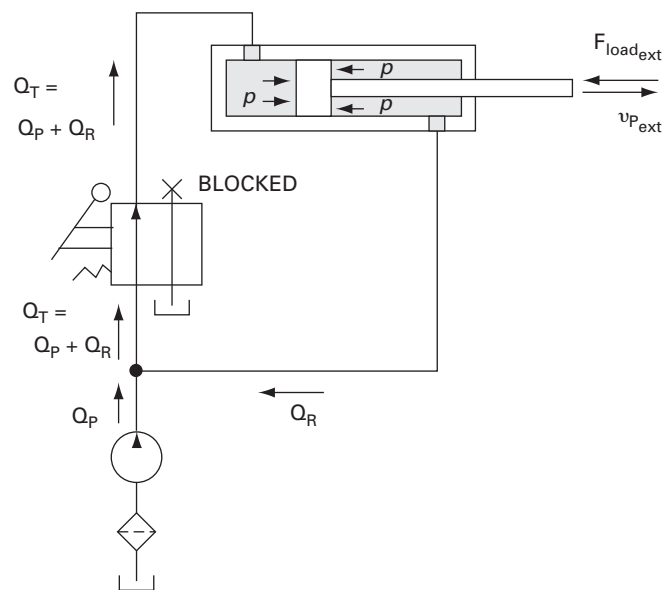 F_load_ext
p
p
Q_T =
Q_P + Q_R
p
υ_P_ext
BLOCKED
Q_T =
Q_P + Q_R
Q_P
Q_R